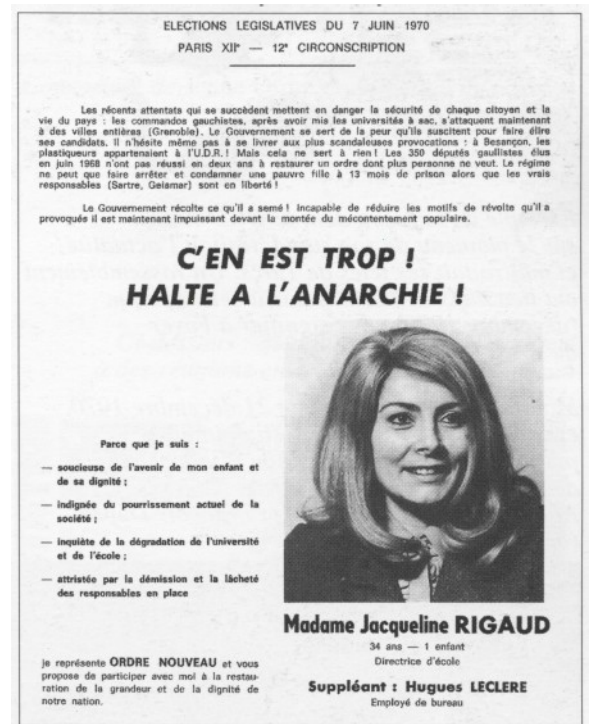 ELECTIONS LEGISLATIVES DU 7 JUIN 1970
PARIS XIIᵉ — 12ᵉ CIRCONSCRIPTION
Les récents attentats qui se succèdent mettent en danger la sécurité de chaque citoyen et la
vie du pays : les commandos gauchistes, après avoir mis les universités à sac, s'attaquent maintenant
à des villes entières (Grenoble). Le Gouvernement se sert de la peur qu'ils suscitent pour faire élire
ses candidats. Il n'hésite même pas à se livrer aux plus scandaleuses provocations : à Besançon, les
plastiqueurs appartenaient à l'U.D.R. ! Mais cela ne sert à rien ! Les 350 députés gaullistes élus
en juin 1968 n'ont pas réussi en deux ans à restaurer un ordre dont plus personne ne veut. Le régime
ne peut que faire arrêter et condamner une pauvre fille à 13 mois de prison alors que les vrais
responsables (Sartre, Geismar) sont en liberté !
Le Gouvernement récolte ce qu'il a semé ! Incapable de réduire les motifs de révolte qu'il a
provoqués il est maintenant impuissant devant la montée du mécontentement populaire.
C'EN EST TROP !
HALTE A L'ANARCHIE !
Parce que je suis :
— soucieuse de l'avenir de mon enfant et
de sa dignité ;
— indignée du pourrissement actuel de la
société ;
— inquiète de la dégradation de l'université
et de l'école ;
— attristée par la démission et la lâcheté
des responsables en place
je représente ORDRE NOUVEAU et vous
propose de participer avec moi à la restau-
ration de la grandeur et de la dignité de
notre nation.
Madame Jacqueline RIGAUD
34 ans — 1 enfant
Directrice d'école
Suppléant : Hugues LECLERE
Employé de bureau